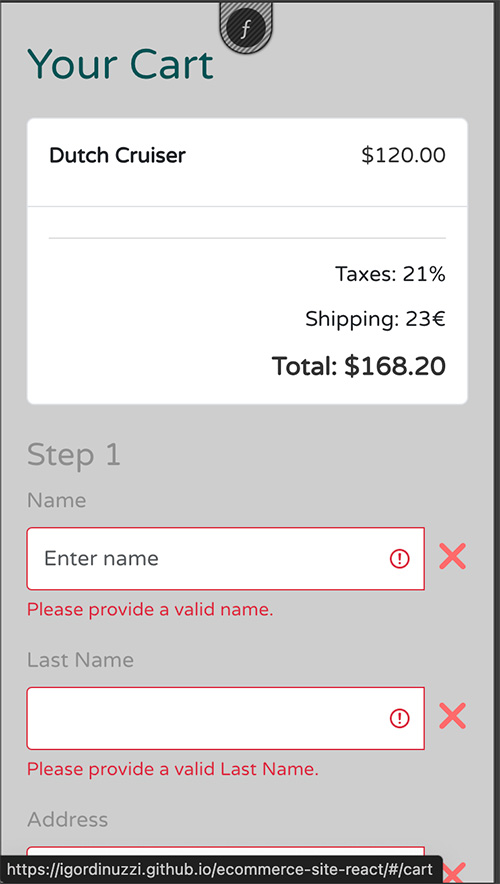 f
Your Cart
Dutch Cruiser $120.00
Taxes: 21%
Shipping: 23€
Total: $168.20
Step 1
Name
Enter name
Please provide a valid name.
Last Name
Please provide a valid Last Name.
Address
https://igordinuzzi.github.io/ecommerce-site-react/#/cart